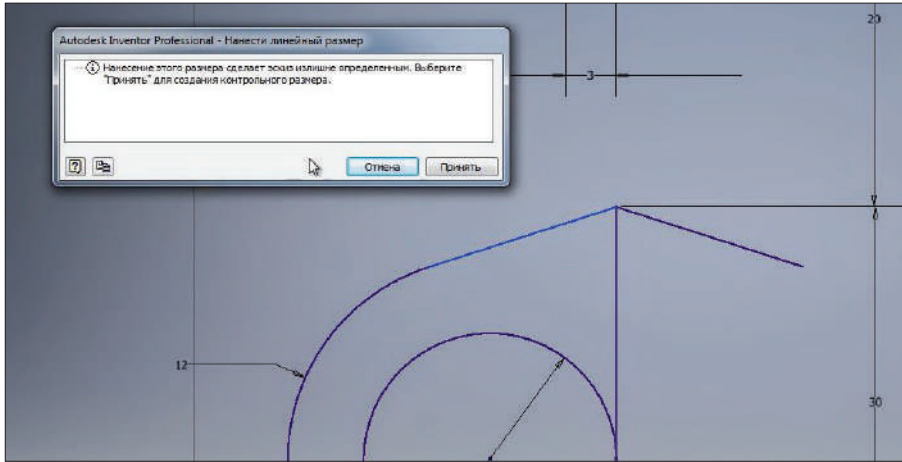 Autodesk Inventor Professional - Нанести линейный размер
Нанесение этого размера сделает эскиз излишне определенным. Выберите
"Принять" для создания контрольного размера.
Отмена
Принять
20
3
12
30